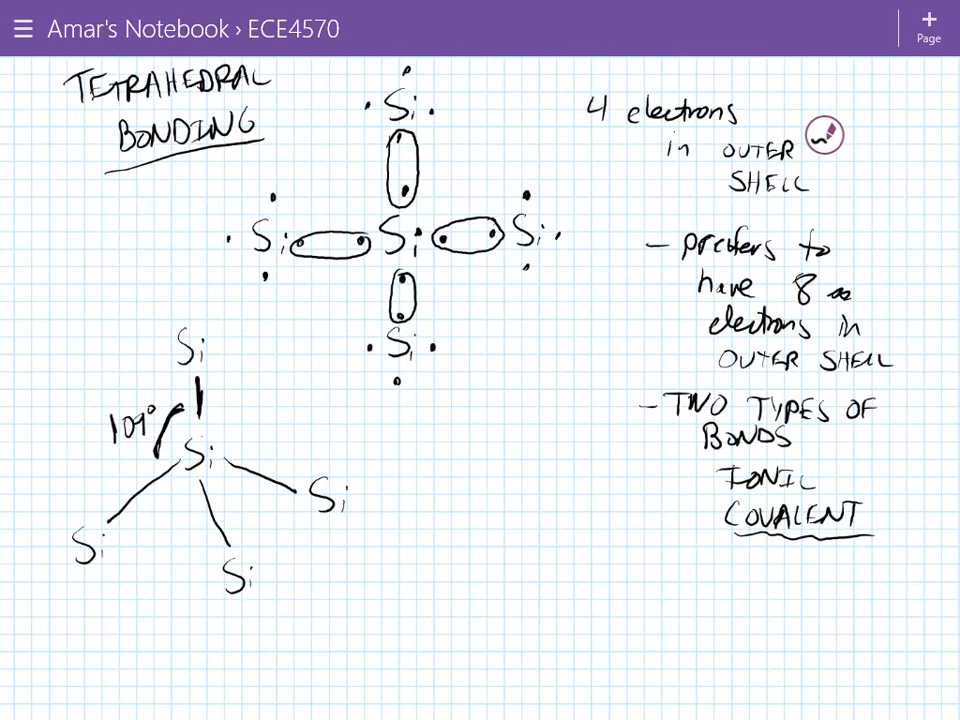 Amar's Notebook › ECE4570
Page
TETRAHEDRAL
BONDING
Si
Si Si Si
Si
4 electrons
in OUTER
SHELL
- prefers to
have 8
electrons in
OUTER SHELL
- TWO TYPES OF
BONDS
IONIC
COVALENT
Si
109°
Si
Si
Si
Si